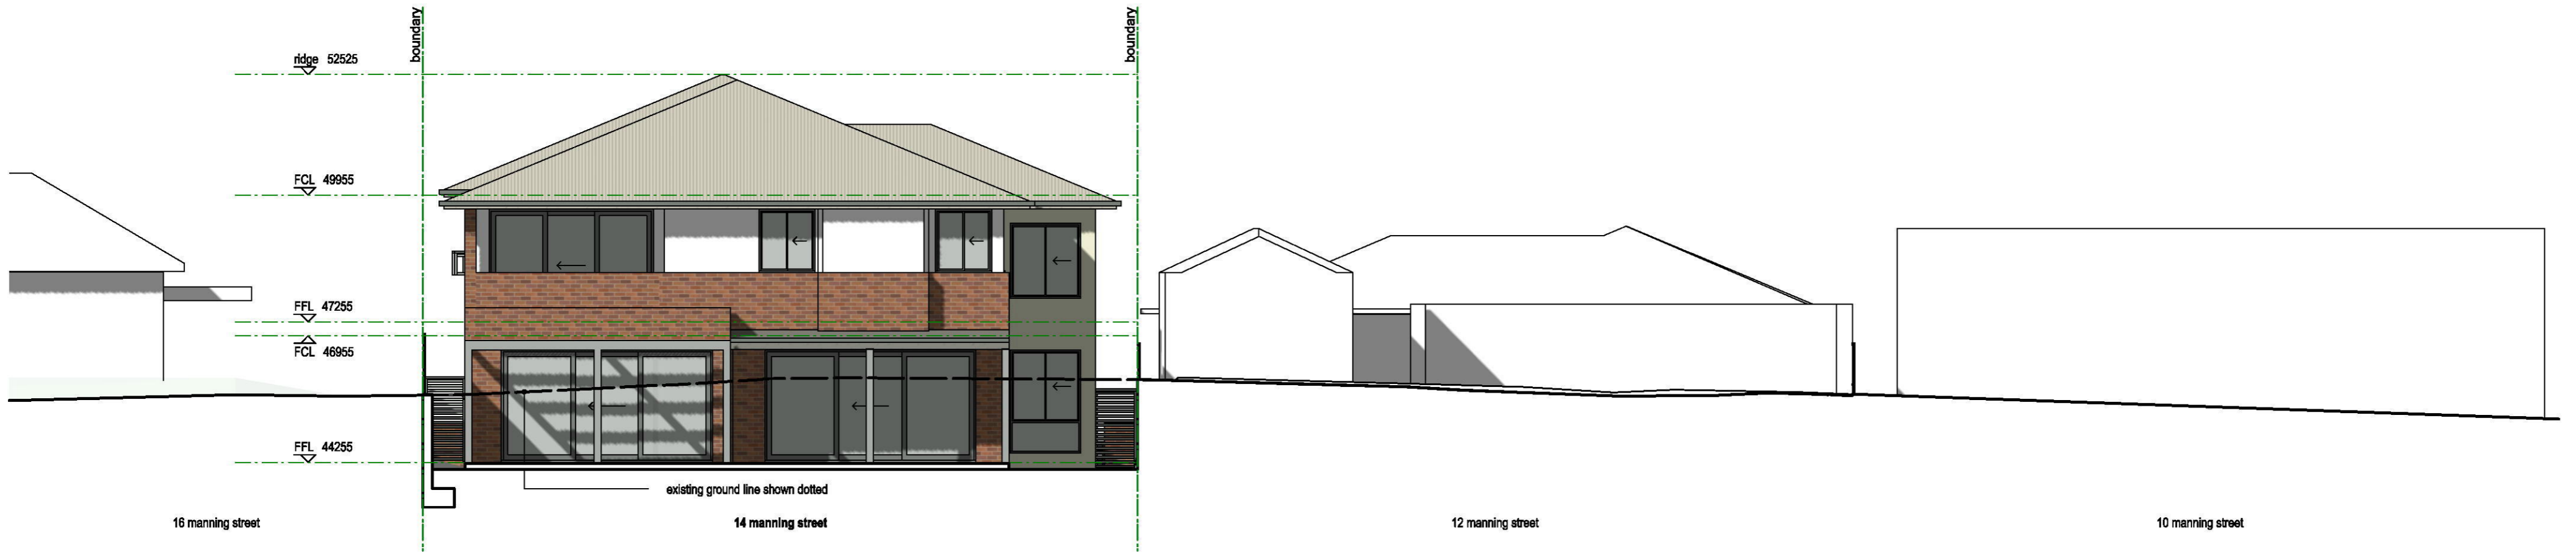 boundary
boundary
ridge 52525
FCL 49955
FFL 47255
FCL 46955
FFL 44255
existing ground line shown dotted
16 manning street
14 manning street
12 manning street
10 manning street